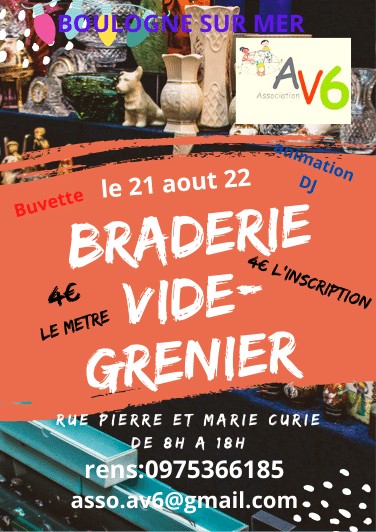 BOULOGNE SUR MER
AV6
Association
animation
DJ
Buvette
le 21 aout 22
BRADERIE
VIDE-
GRENIER
4€ L'INSCRIPTION
4€
LE METRE
RUE PIERRE ET MARIE CURIE
DE 8H A 18H
rens:0975366185
asso.av6@gmail.com